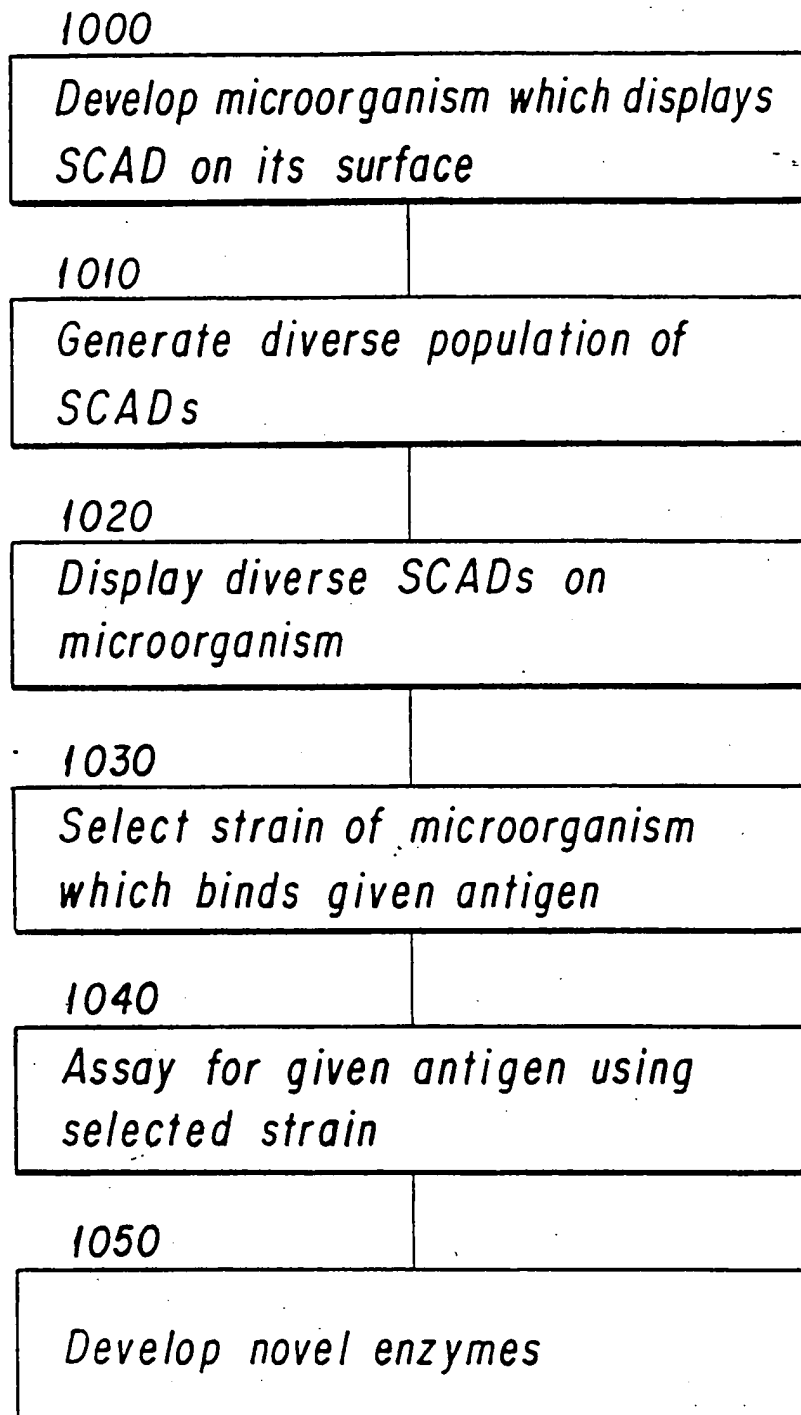 1000
Develop microorganism which displays
SCAD on its surface
1010
Generate diverse population of
SCADs
1020
Display diverse SCADs on
microorganism
1030
Select strain of microorganism
which binds given antigen
1040
Assay for given antigen using
selected strain
1050
Develop novel enzymes